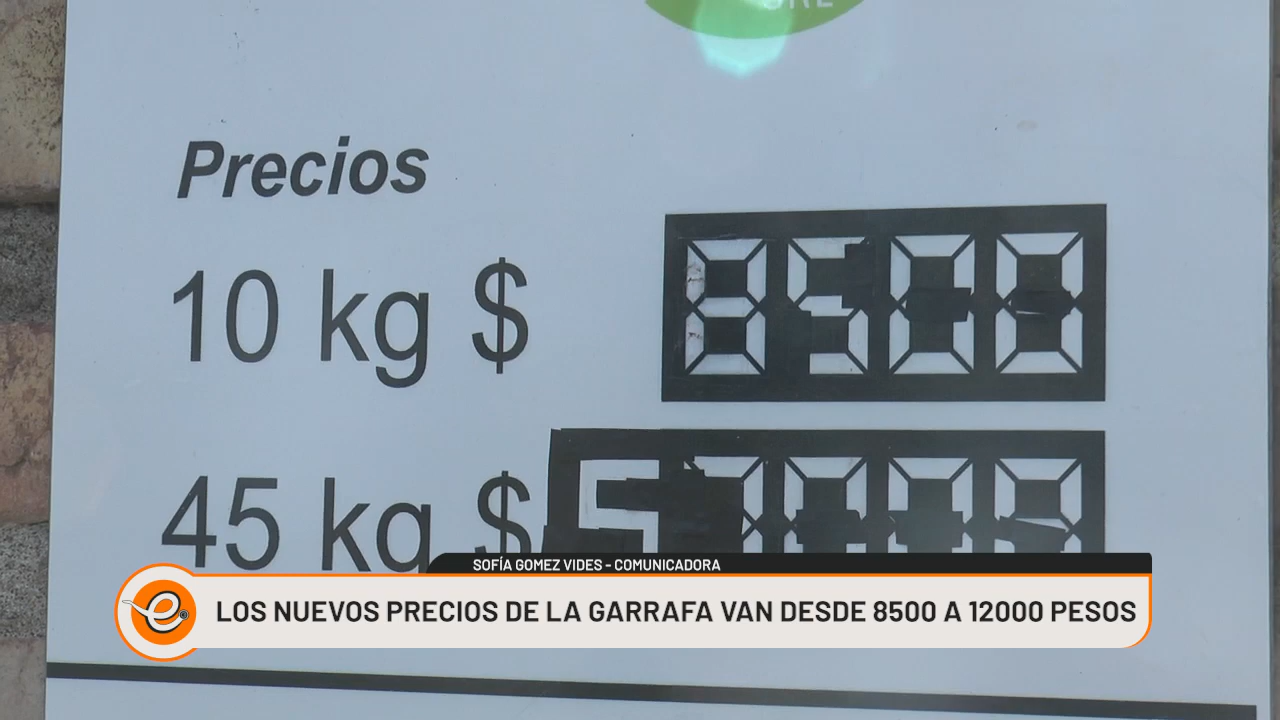 Precios
10 kg $ 8500
45 kg $
SOFÍA GOMEZ VIDES - COMUNICADORA
LOS NUEVOS PRECIOS DE LA GARRAFA VAN DESDE 8500 A 12000 PESOS